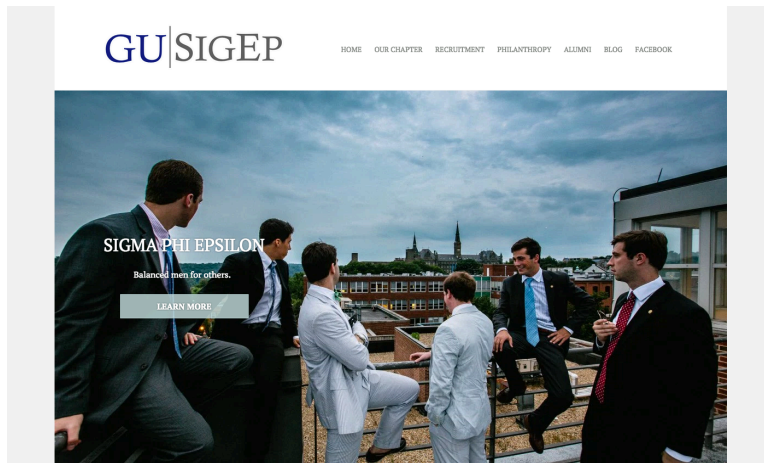 GU|SIGEP
HOME OUR CHAPTER RECRUITMENT PHILANTHROPY ALUMNI BLOG FACEBOOK
SIGMA PHI EPSILON
Balanced men for others.
LEARN MORE